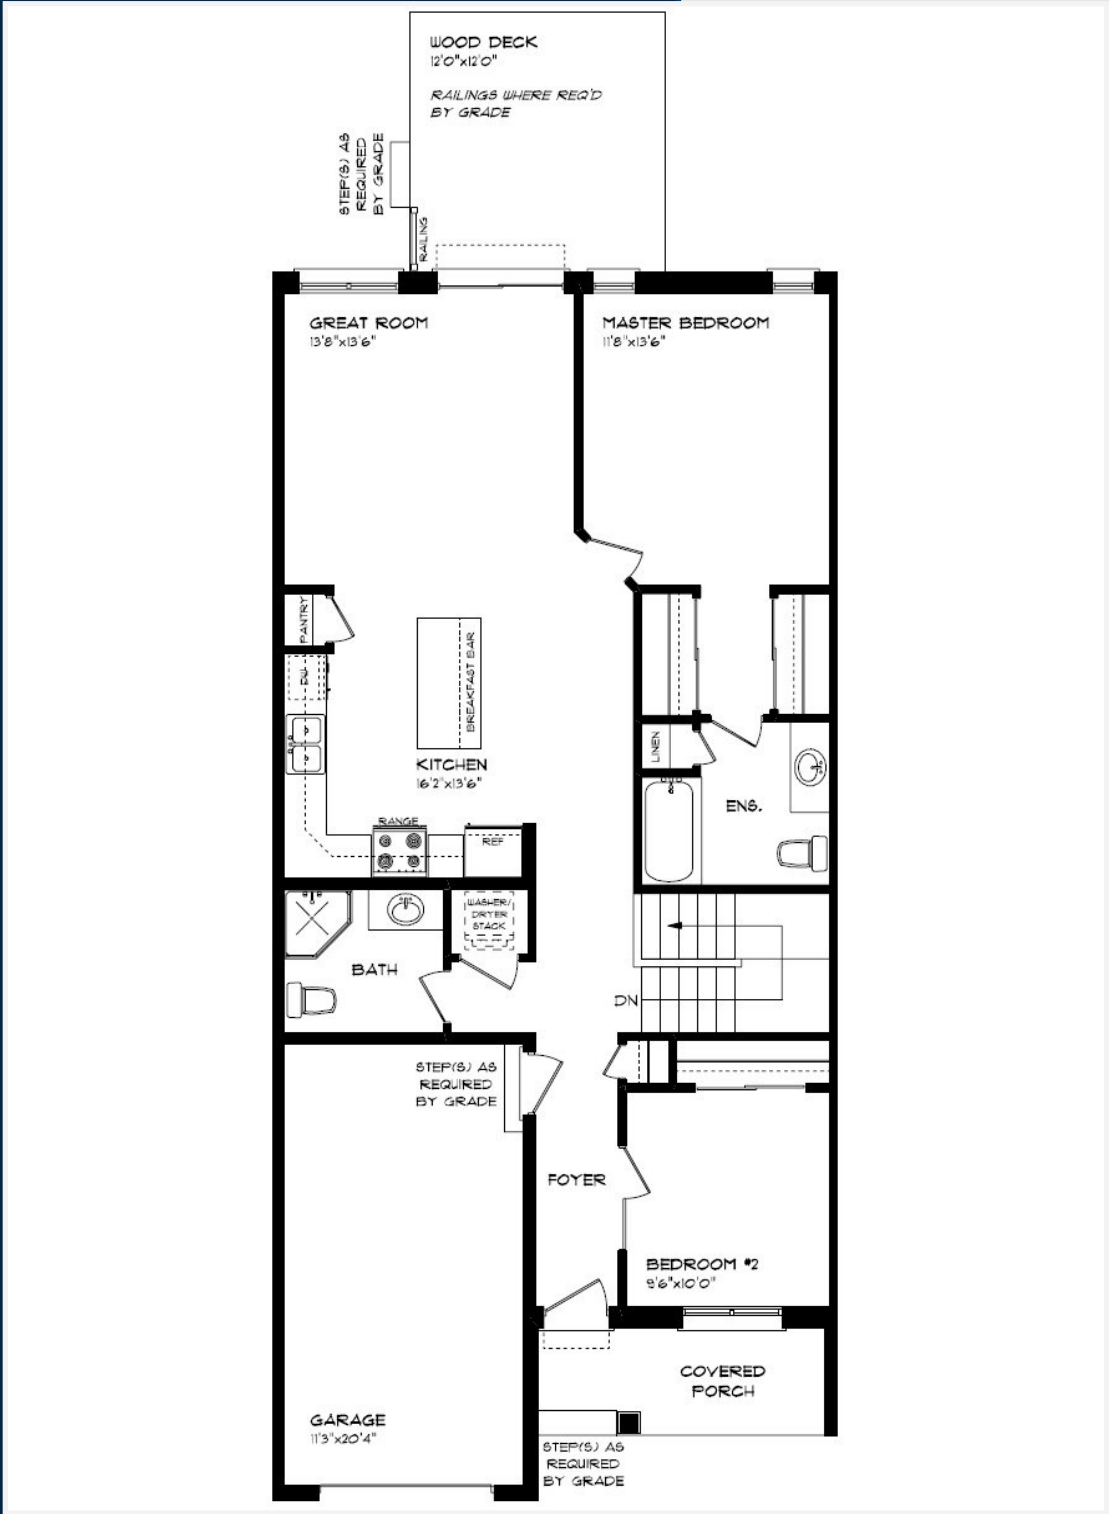 WOOD DECK
12'0"x12'0"
RAILINGS WHERE REQ'D
BY GRADE
STEP(S) AS
REQUIRED
BY GRADE
RAILING
GREAT ROOM
13'8"x13'6"
MASTER BEDROOM
11'8"x13'6"
PANTRY
DW
BREAKFAST BAR
KITCHEN
16'2"x13'6"
LINEN
ENS.
RANGE
REF
WASHER/
DRYER
STACK
BATH
DN
STEP(S) AS
REQUIRED
BY GRADE
FOYER
BEDROOM #2
9'6"x10'0"
COVERED
PORCH
GARAGE
11'3"x20'4"
STEP(S) AS
REQUIRED
BY GRADE